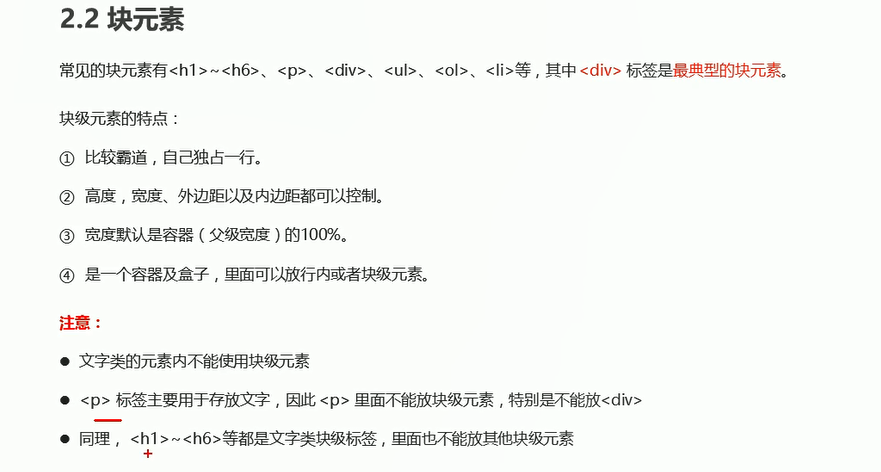 2.2 块元素
常见的块元素有<h1>~<h6>、<p>、<div>、<ul>、<ol>、<li>等，其中 <div> 标签是最典型的块元素。
块级元素的特点：
① 比较霸道，自己独占一行。
② 高度，宽度、外边距以及内边距都可以控制。
③ 宽度默认是容器（父级宽度）的100%。
④ 是一个容器及盒子，里面可以放行内或者块级元素。
注意：
● 文字类的元素内不能使用块级元素
● <p> 标签主要用于存放文字，因此 <p> 里面不能放块级元素，特别是不能放<div>
● 同理， <h1>~<h6>等都是文字类块级标签，里面也不能放其他块级元素